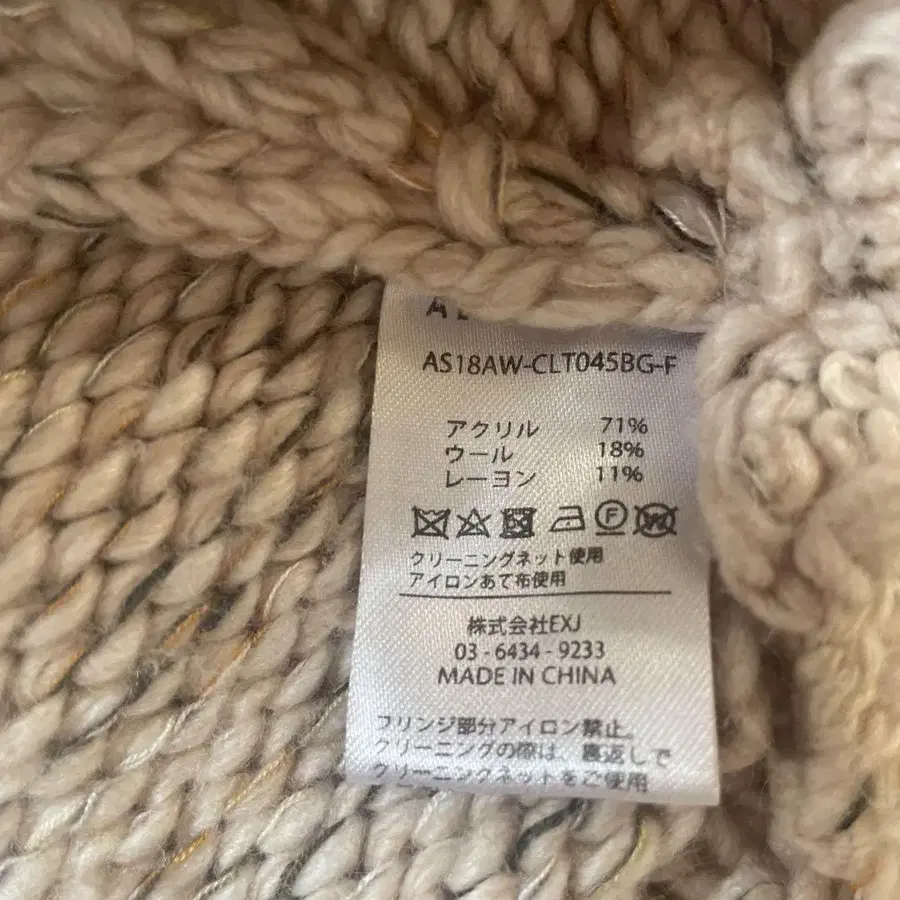 AS18AW-CLT045BG-F
アクリル 71%
ウール 18%
レーヨン 11%
F W
クリーニングネット使用
アイロンあて布使用
株式会社EXJ
03 - 6434 - 9233
MADE IN CHINA
フリンジ部分アイロン禁止。
クリーニングの際は、裏返しで
クリーニングネットをご使用